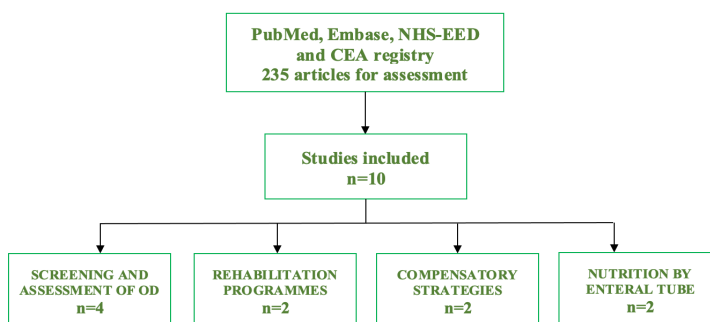 PubMed, Embase, NHS-EED
and CEA registry
235 articles for assessment
Studies included
n=10
SCREENING AND
ASSESSMENT OF OD
n=4
REHABILITATION
PROGRAMMES
n=2
COMPENSATORY
STRATEGIES
n=2
NUTRITION BY
ENTERAL TUBE
n=2